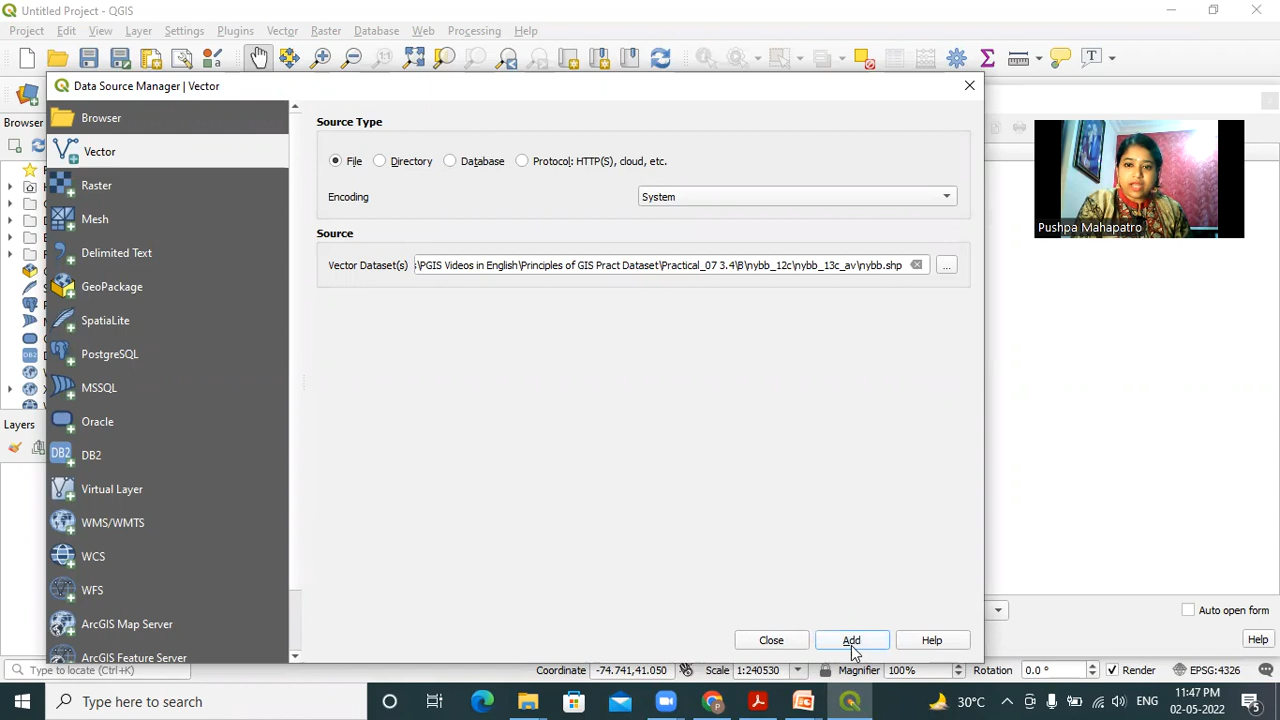 Untitled Project - QGIS
Project Edit View Layer Settings Vector Raster Database Web Processing Help
Data Source Manager | Vector
Browser
Vector
Raster
Mesh
Delimited Text
GeoPackage
SpatiaLite
PostgreSQL
MSSQL
Oracle
DB2
DB2
Virtual Layer
WMS/WMTS
WCS
WFS
ArcGIS Map Server
ArcGIS Feature Server
Source Type
File Directory Database Protocol: HTTP(S), cloud, etc.
Encoding System
Source
Vector Dataset(s) \PGIS Videos in English\Principles of GIS Pract Dataset\Practical_07 3.4\B\nybb_12c\nybb_13c_av\nybb.shp ...
Close Add Help
Browser
DB2
Layers
Pushpa Mahapatro
Auto open form
Help
Type to locate (Ctrl+K) Coordinate -74.741,41.050 Scale 1:240530 Magnifier 100% Rotation 0.0 ° Render EPSG:4326
Type here to search 30°C ENG 11:47 PM 02-05-2022 5